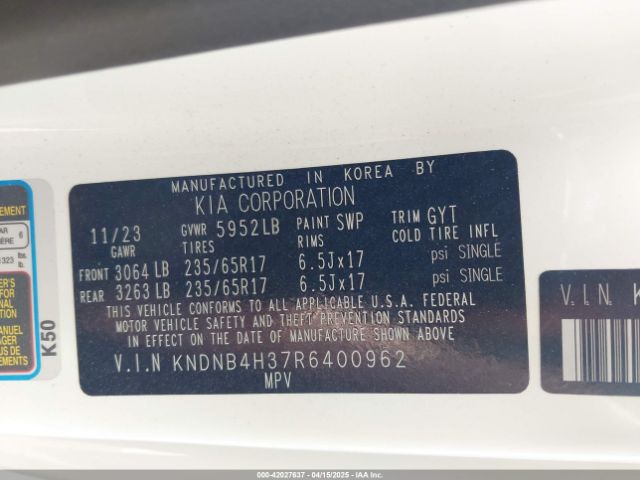 MANUFACTURED IN KOREA BY
KIA CORPORATION
11/23 GVWR 5952LB PAINT SWP TRIM GYT
GAWR TIRES RIMS COLD TIRE INFL
FRONT 3064 LB 235/65R17 6.5Jx17 psi SINGLE
REAR 3263 LB 235/65R17 6.5Jx17 psi SINGLE
THIS VEHICLE CONFORMS TO ALL APPLICABLE U.S.A. FEDERAL
MOTOR VEHICLE SAFETY AND THEFT PREVENTION STANDARDS
IN EFFECT ON THE DATE OF MANUFACTURE SHOWN ABOVE.
V.I.N KNDNB4H37R6400962
MPV
K50
V.I.N. K
000-42027637 - 04/15/2025 - IAA Inc.